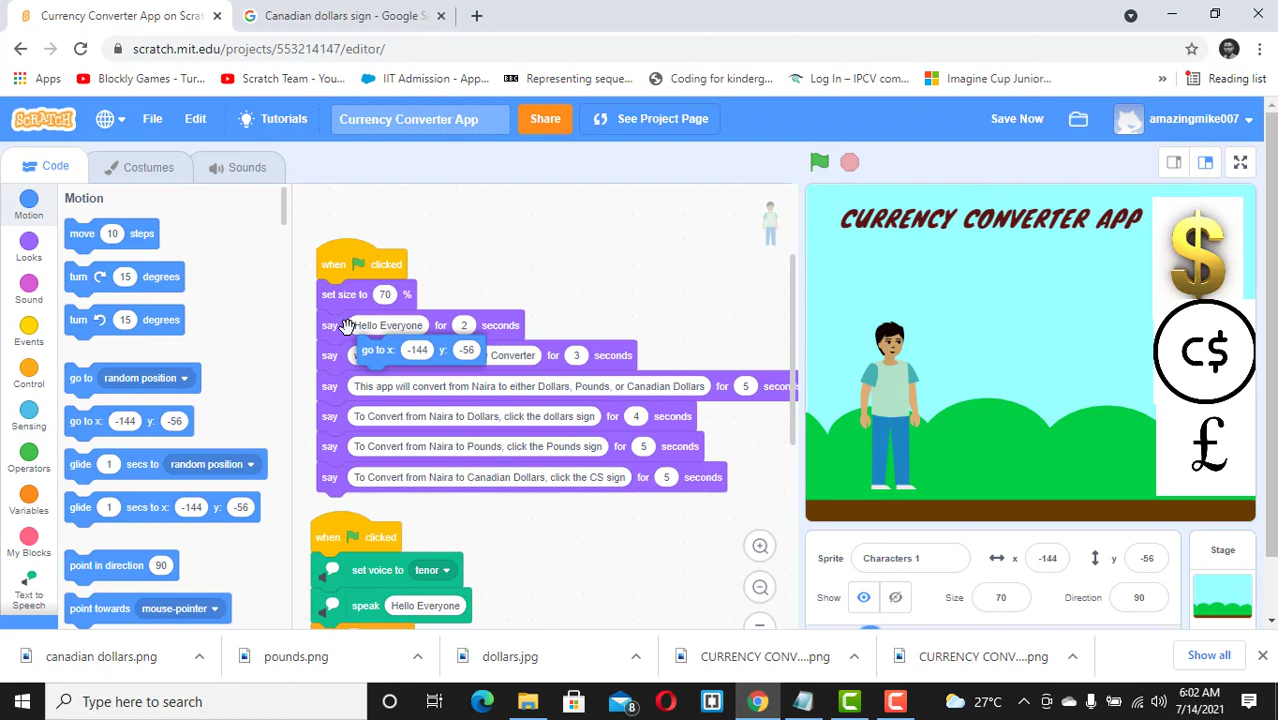 Currency Converter App on Scrat
Canadian dollars sign - Google S
scratch.mit.edu/projects/553214147/editor/
Apps
Blockly Games - Tur...
Scratch Team - You...
IIT Admission - App...
Representing seque...
Coding for kinderg...
Log In – IPCV com...
Imagine Cup Junior...
»
Reading list
SCRATCH
File
Edit
Tutorials
Currency Converter App
Share
See Project Page
Save Now
amazingmike007
Code
Costumes
Sounds
Motion
Looks
Sound
Events
Control
Sensing
Operators
Variables
My Blocks
Text to
Speech
Motion
move 10 steps
turn 15 degrees
turn 15 degrees
go to random position
go to x: -144 y: -56
glide 1 secs to random position
glide 1 secs to x: -144 y: -56
point in direction 90
point towards mouse-pointer
when clicked
set size to 70 %
say Hello Everyone for 2 seconds
go to x: -144 y: -56
say Converter for 3 seconds
say This app will convert from Naira to either Dollars, Pounds, or Canadian Dollars for 5
say To Convert from Naira to Dollars, click the dollars sign for 4 seconds
say To Convert from Naira to Pounds, click the Pounds sign for 5 seconds
say To Convert from Naira to Canadian Dollars, click the CS sign for 5 seconds
when clicked
set voice to tenor
speak Hello Everyone
CURRENCY CONVERTER APP
$
C$
£
Sprite Characters 1 x -144 y -56
Show Size 70 Direction 90
Stage
canadian dollars.png
pounds.png
dollars.jpg
CURRENCY CONV....png
CURRENCY CONV....png
Show all
Type here to search
8
27°C
6:02 AM
7/14/2021